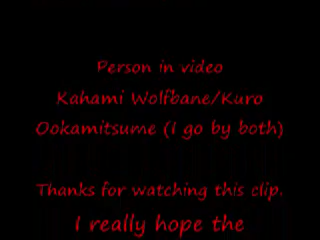 Person in video
Kahami Wolfbane/Kuro
Ookamitsume (I go by both)
Thanks for watching this clip.
I really hope the